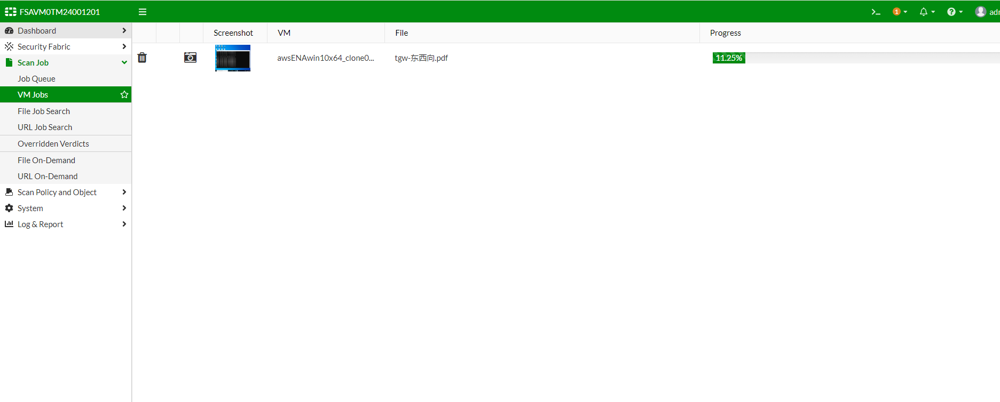 FSAVM0TM24001201
1
adr
Dashboard
Security Fabric
Scan Job
Job Queue
VM Jobs
File Job Search
URL Job Search
Overridden Verdicts
File On-Demand
URL On-Demand
Scan Policy and Object
System
Log & Report
Screenshot VM File Progress
awsENAwin10x64_clone0... tgw-东西向.pdf 11.25%